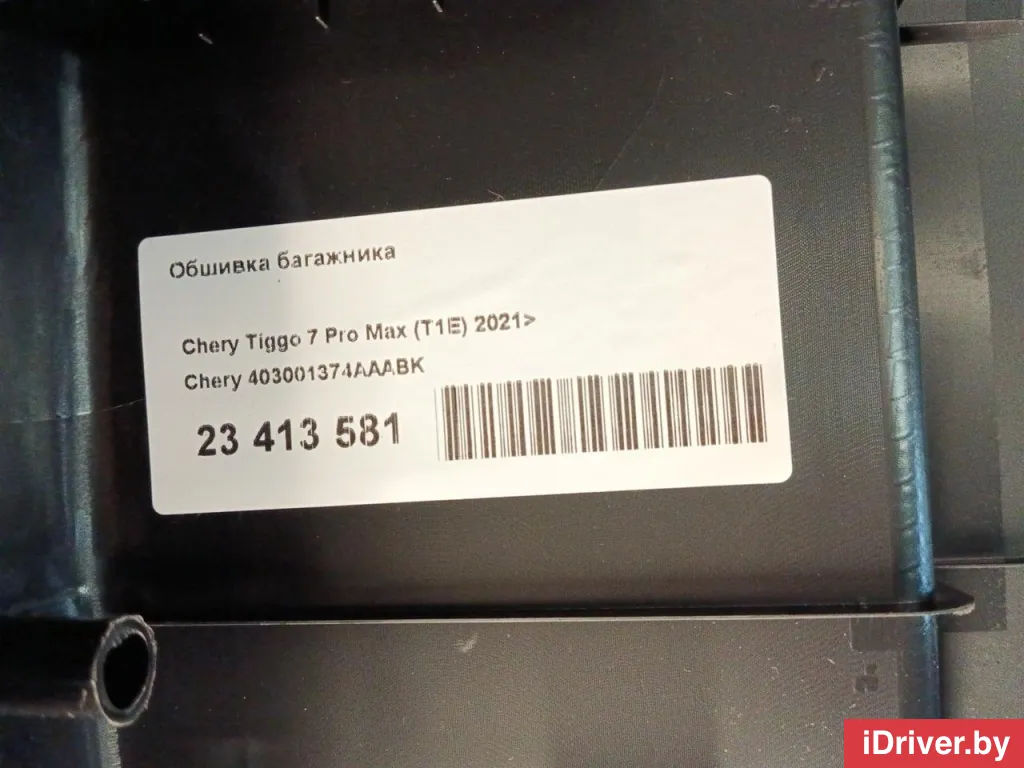 Обшивка багажника
Chery Tiggo 7 Pro Max (T1E) 2021>
Chery 403001374AAABK
23 413 581
iDriver.by